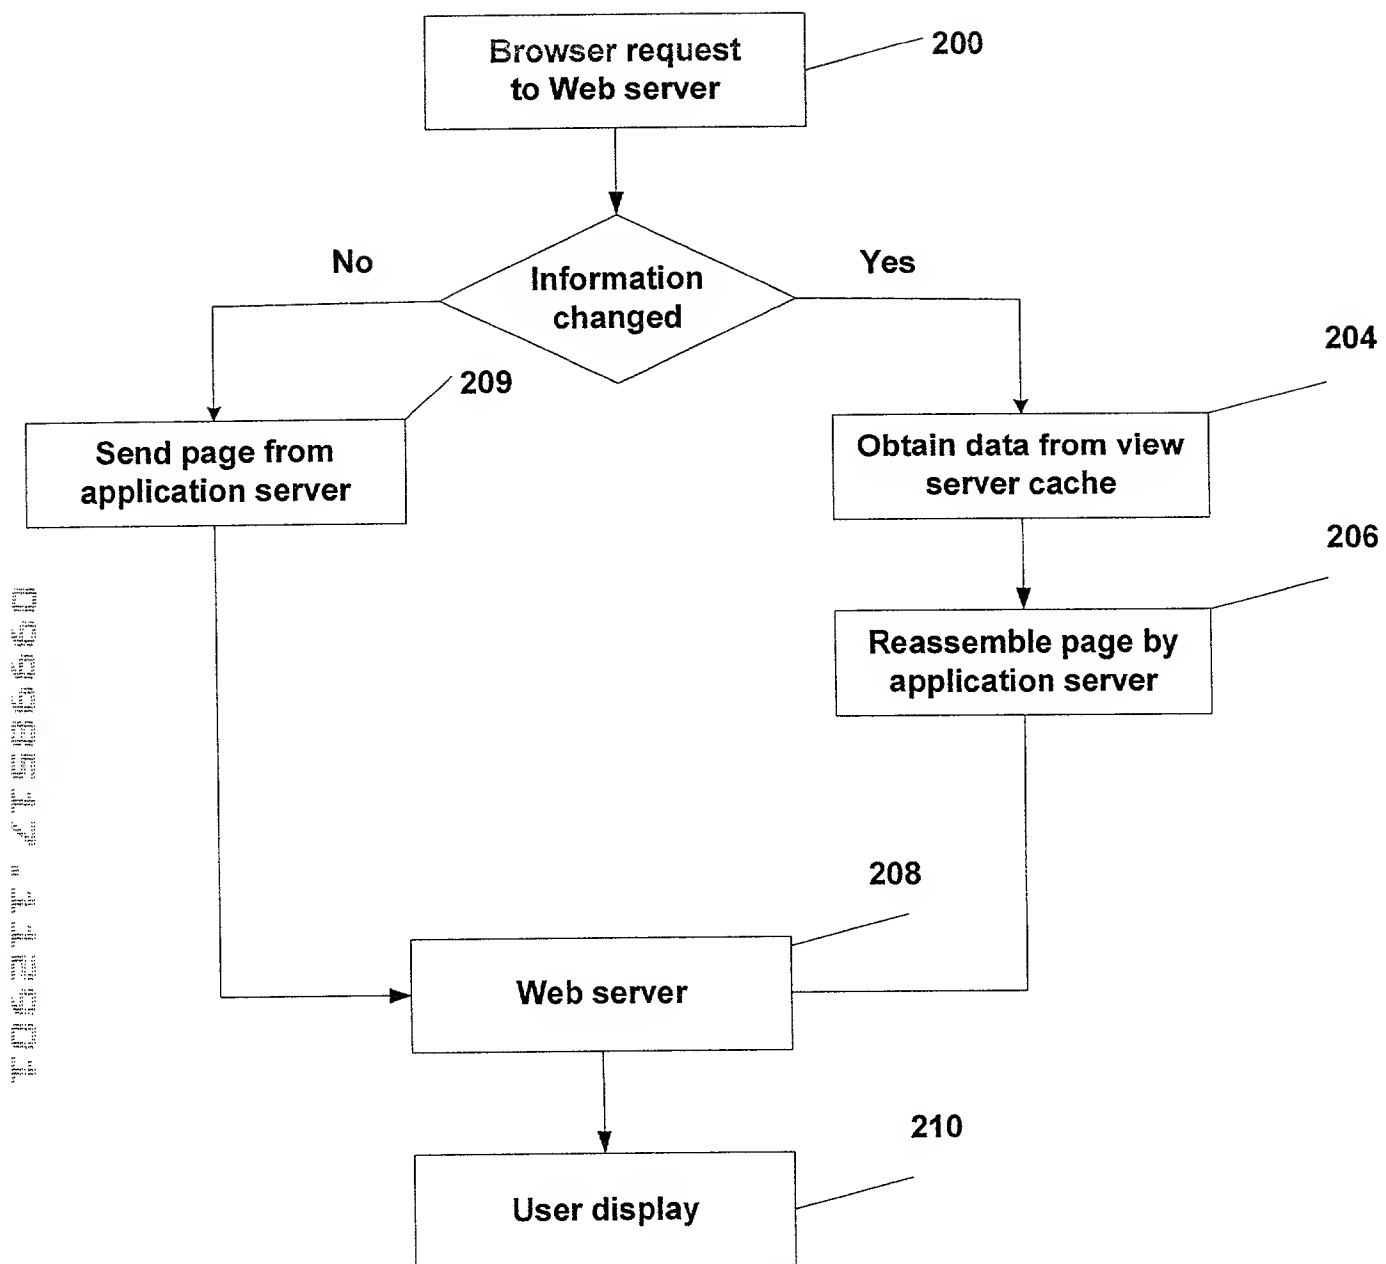 Browser request
to Web server
200
No
Yes
Information
changed
204
209
Send page from
application server
Obtain data from view
server cache
206
Reassemble page by
application server
208
Web server
210
User display